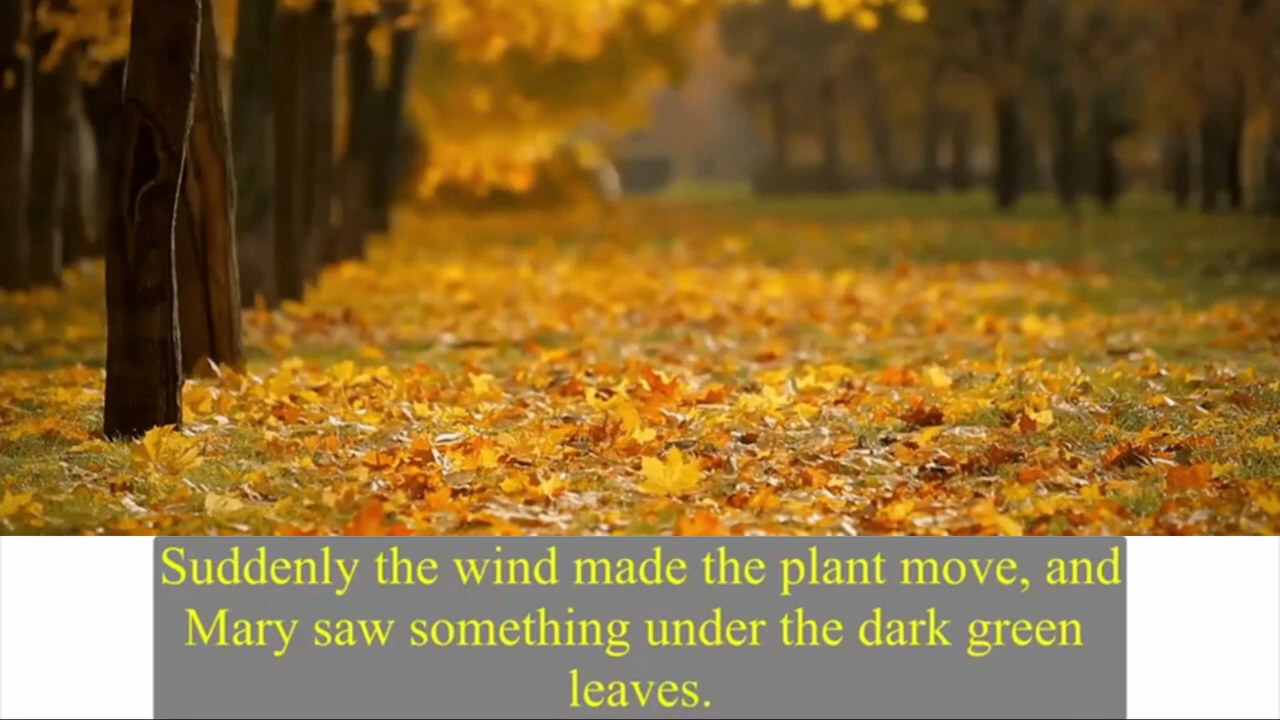 Suddenly the wind made the plant move, and
Mary saw something under the dark green
leaves.